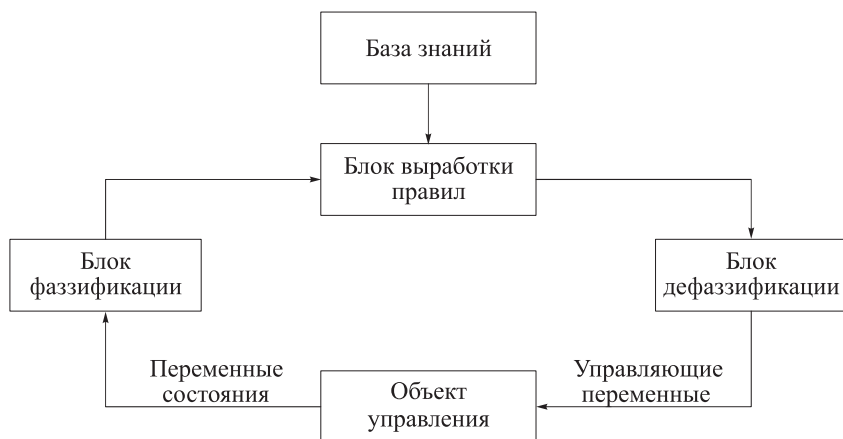 База знаний
Блок выработки
правил
Блок
фаззификации
Блок
дефаззификации
Переменные
состояния
Объект
управления
Управляющие
переменные